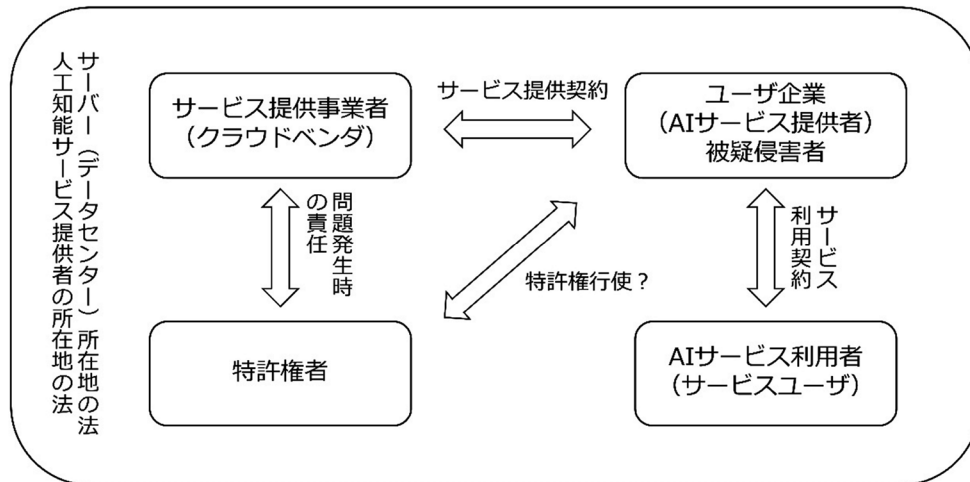 サーバー（データセンター）所在地の法
人工知能サービス提供者の所在地の法
サービス提供事業者
（クラウドベンダ）
サービス提供契約
ユーザ企業
（AIサービス提供者）
被疑侵害者
問題発生時
の責任
特許権行使？
サービス
利用契約
特許権者
AIサービス利用者
（サービスユーザ）